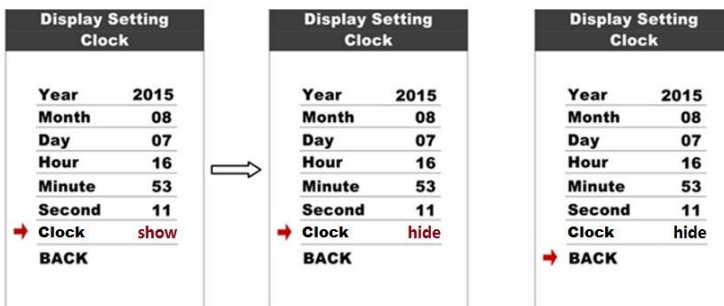 Display Setting
Clock
Year 2015
Month 08
Day 07
Hour 16
Minute 53
Second 11
Clock show
BACK
Display Setting
Clock
Year 2015
Month 08
Day 07
Hour 16
Minute 53
Second 11
Clock hide
BACK
Display Setting
Clock
Year 2015
Month 08
Day 07
Hour 16
Minute 53
Second 11
Clock hide
BACK